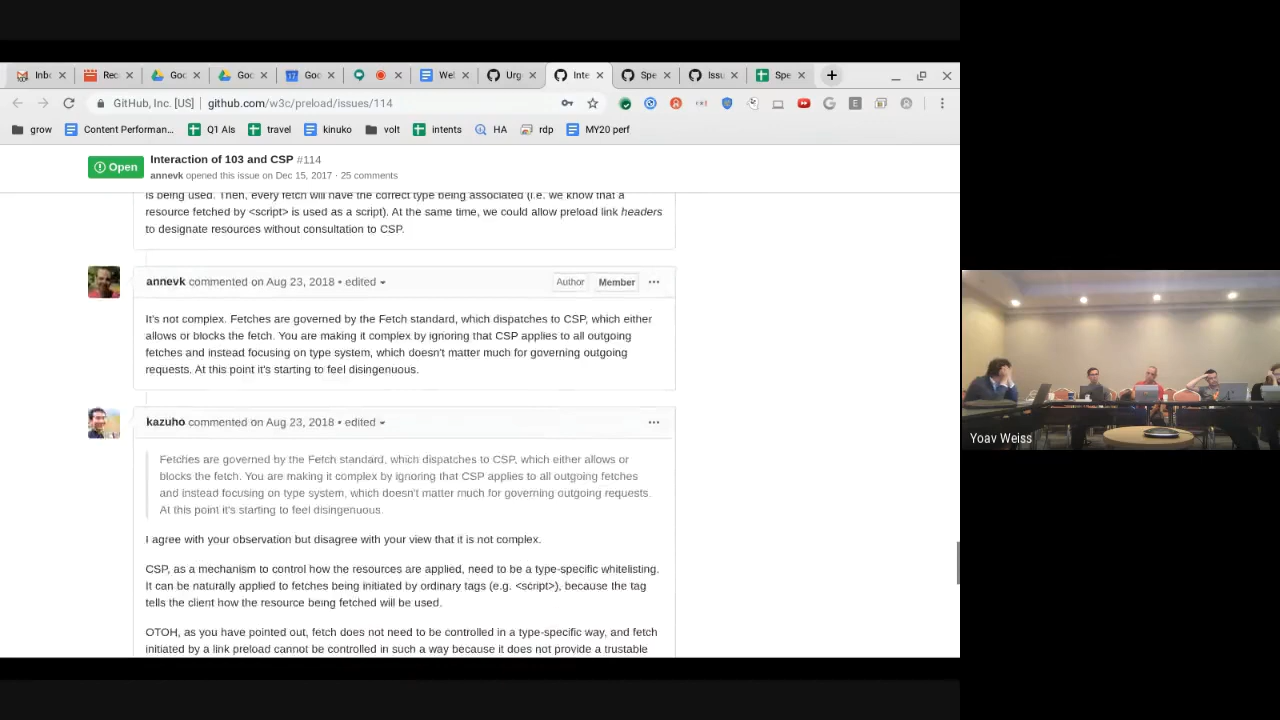 Inb
Rec
Goo
Goo
Goo
Wel
Urg
Inte
Spe
Issu
Spe
GitHub, Inc. [US] | github.com/w3c/preload/issues/114
grow
Content Performan...
Q1 AIs
travel
kinuko
volt
intents
HA
rdp
MY20 perf
Open
Interaction of 103 and CSP #114
annevk opened this issue on Dec 15, 2017 · 25 comments
is being used. Then, every fetch will have the correct type being associated (i.e. we know that a
resource fetched by <script> is used as a script). At the same time, we could allow preload link headers
to designate resources without consultation to CSP.
annevk commented on Aug 23, 2018 • edited
Author
Member
It's not complex. Fetches are governed by the Fetch standard, which dispatches to CSP, which either
allows or blocks the fetch. You are making it complex by ignoring that CSP applies to all outgoing
fetches and instead focusing on type system, which doesn't matter much for governing outgoing
requests. At this point it's starting to feel disingenuous.
kazuho commented on Aug 23, 2018 • edited
Fetches are governed by the Fetch standard, which dispatches to CSP, which either allows or
blocks the fetch. You are making it complex by ignoring that CSP applies to all outgoing fetches
and instead focusing on type system, which doesn't matter much for governing outgoing requests.
At this point it's starting to feel disingenuous.
I agree with your observation but disagree with your view that it is not complex.
CSP, as a mechanism to control how the resources are applied, need to be a type-specific whitelisting.
It can be naturally applied to fetches being initiated by ordinary tags (e.g. <script>), because the tag
tells the client how the resource being fetched will be used.
OTOH, as you have pointed out, fetch does not need to be controlled in a type-specific way, and fetch
initiated by a link preload cannot be controlled in such a way because it does not provide a trustable
Yoav Weiss